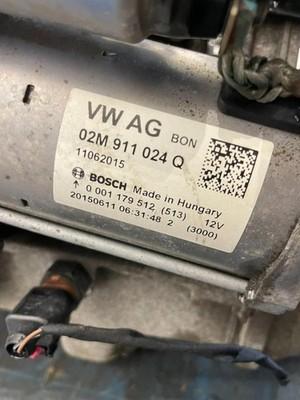 VW AG BON
02M 911 024 Q
11062015
BOSCH Made in Hungary
↑ 0 001 179 512 (513) 12V
20150611 06:31:48 2 (3000)